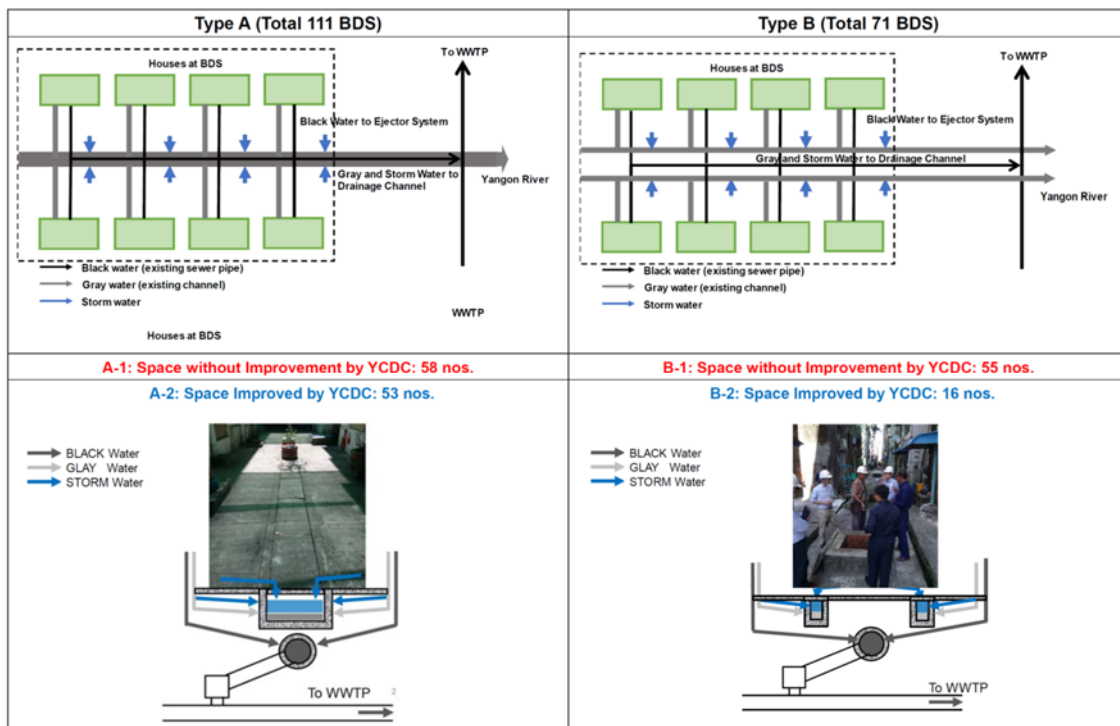 Type A (Total 111 BDS)
Type B (Total 71 BDS)
To WWTP
Houses at BDS
Black Water to Ejector System
Gray and Storm Water to
Drainage Channel
Yangon River
Black water (existing sewer pipe)
Gray water (existing channel)
Storm water
WWTP
Houses at BDS
To WWTP
Houses at BDS
Black Water to Ejector System
Gray and Storm Water to Drainage Channel
Yangon River
Black water (existing sewer pipe)
Gray water (existing channel)
Storm water
A-1: Space without Improvement by YCDC: 58 nos.
A-2: Space Improved by YCDC: 53 nos.
BLACK Water
GLAY Water
STORM Water
To WWTP
2
B-1: Space without Improvement by YCDC: 55 nos.
B-2: Space Improved by YCDC: 16 nos.
BLACK Water
GLAY Water
STORM Water
To WWTP